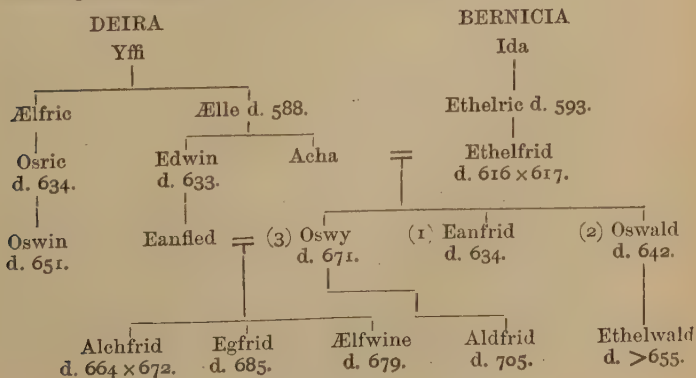 DEIRA BERNICIA
Yffi Ida
Ælfric Ælle d. 588. Ethelric d. 593.
Osric Edwin Acha = Ethelfrid
d. 634. d. 633. d. 616 × 617.
Oswin Eanfled = (3) Oswy (1) Eanfrid (2) Oswald
d. 651. d. 671. d. 634. d. 642.
Alchfrid Egfrid Ælfwine Aldfrid Ethelwald
d. 664 × 672. d. 685. d. 679. d. 705. d. >655.